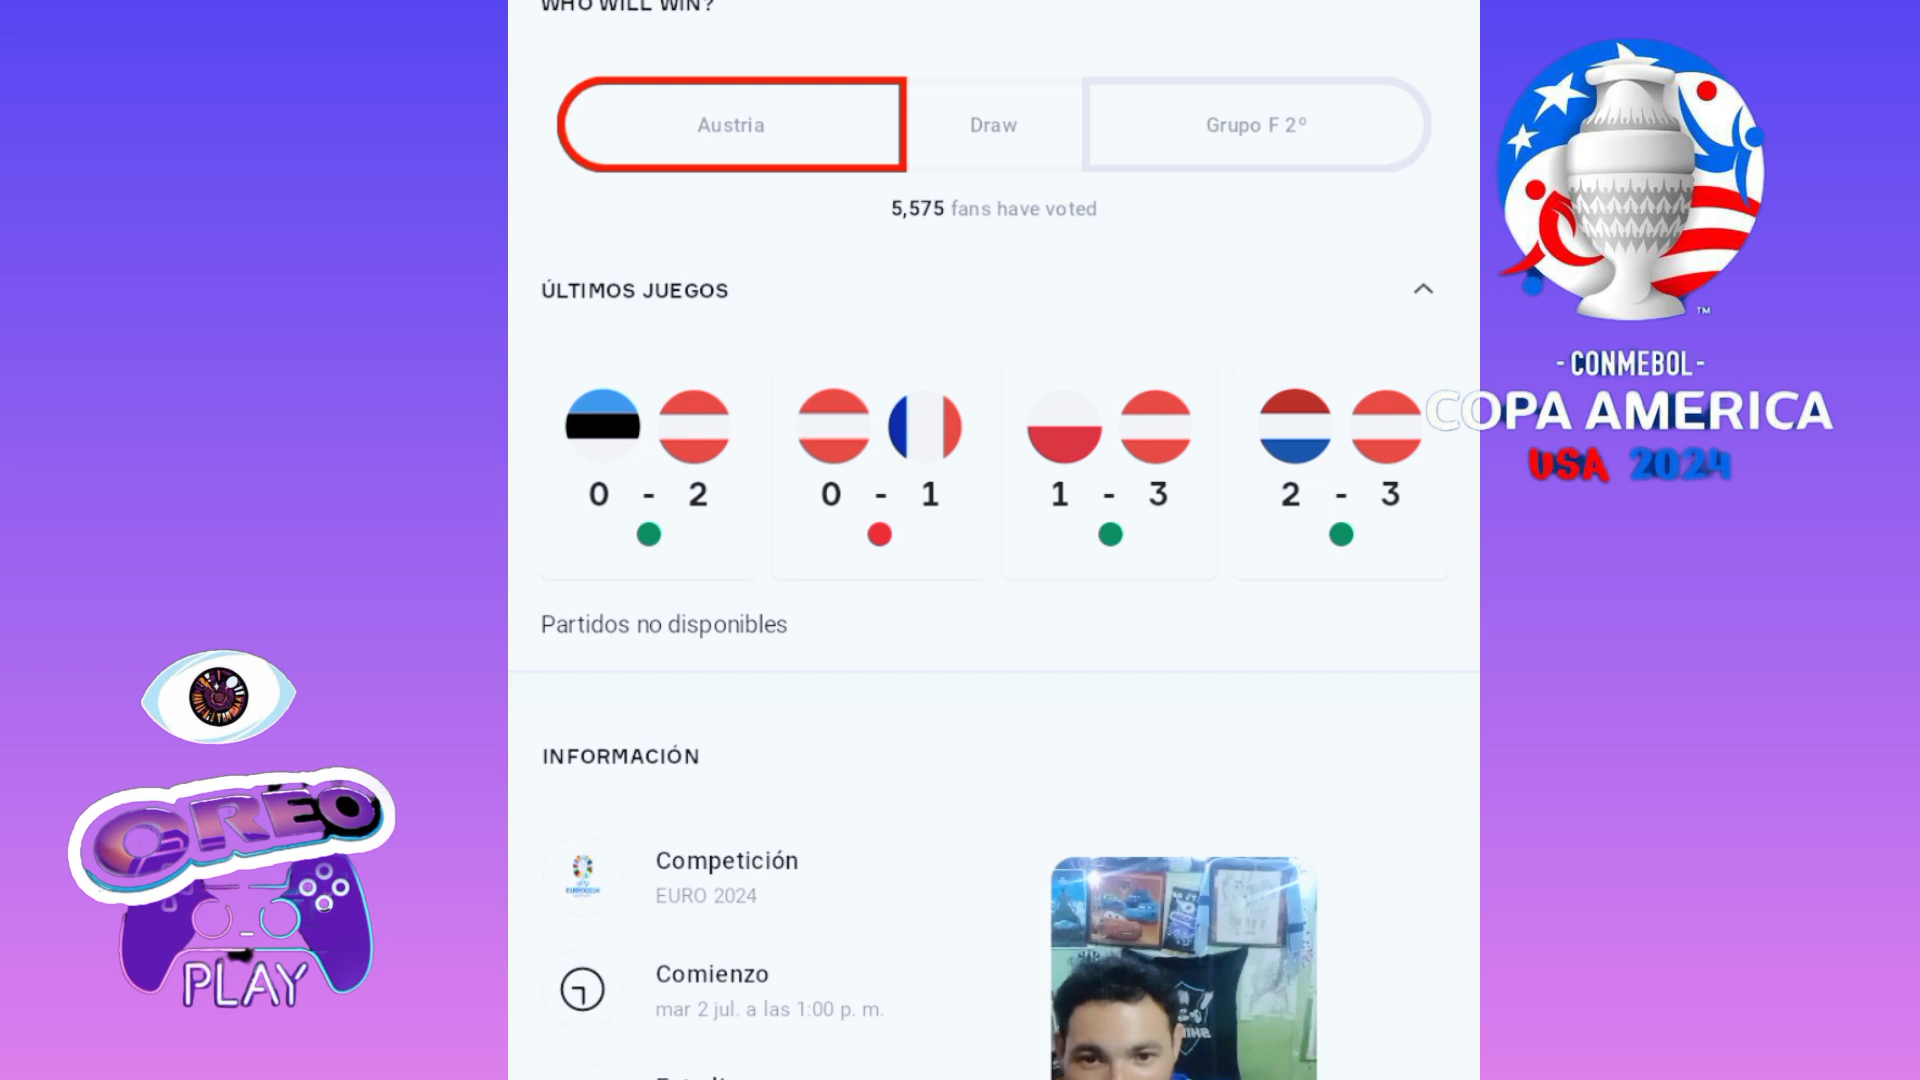 WHO WILL WIN?
Austria
Draw
Grupo F 2º
5,575 fans have voted
ÚLTIMOS JUEGOS
0 - 2
0 - 1
1 - 3
2 - 3
Partidos no disponibles
INFORMACIÓN
Competición
EURO 2024
Comienzo
mar 2 jul. a las 1:00 p. m.
TM
- CONMEBOL -
COPA AMERICA
USA 2024
OREO
PLAY